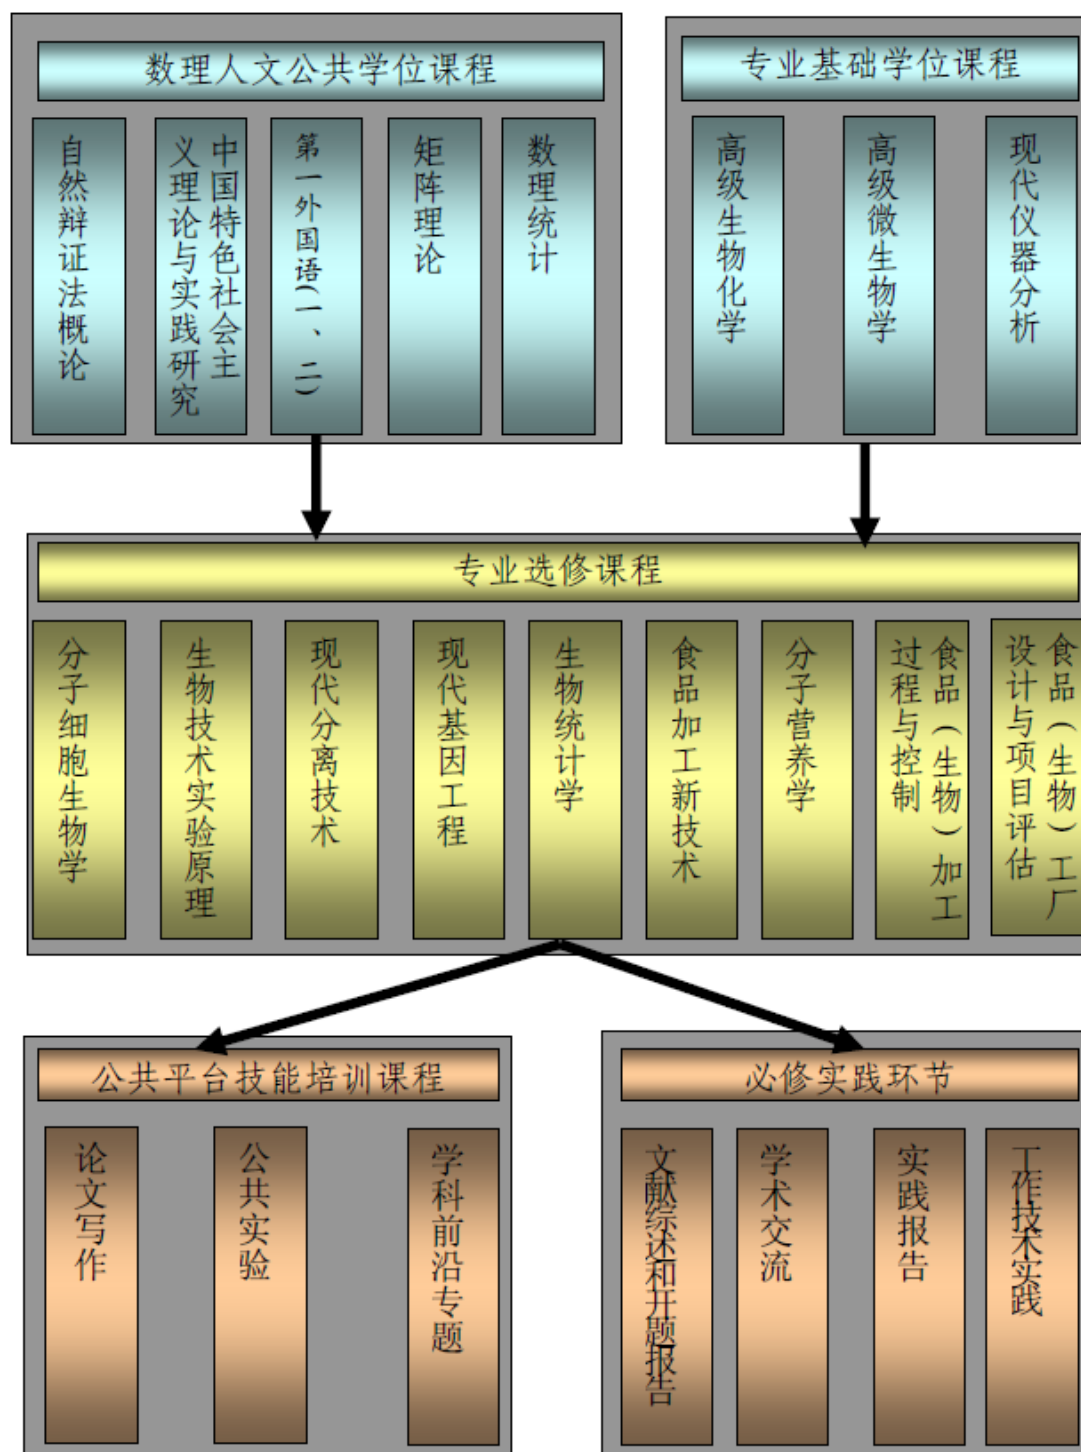 数理人文公共学位课程
自然辩证法概论
中国特色社会主
义理论与实践研究
第一外国语(一、二)
矩阵理论
数理统计
专业基础学位课程
高级生物化学
高级微生物学
现代仪器分析
专业选修课程
分子细胞生物学
生物技术实验原理
现代分离技术
现代基因工程
生物统计学
食品加工新技术
分子营养学
食品（生物）加工
过程与控制
食品（生物）工厂
设计与项目评估
公共平台技能培训课程
论文写作
公共实验
学科前沿专题
必修实践环节
文献综述和开题报告
学术交流
实践报告
工作技术实践